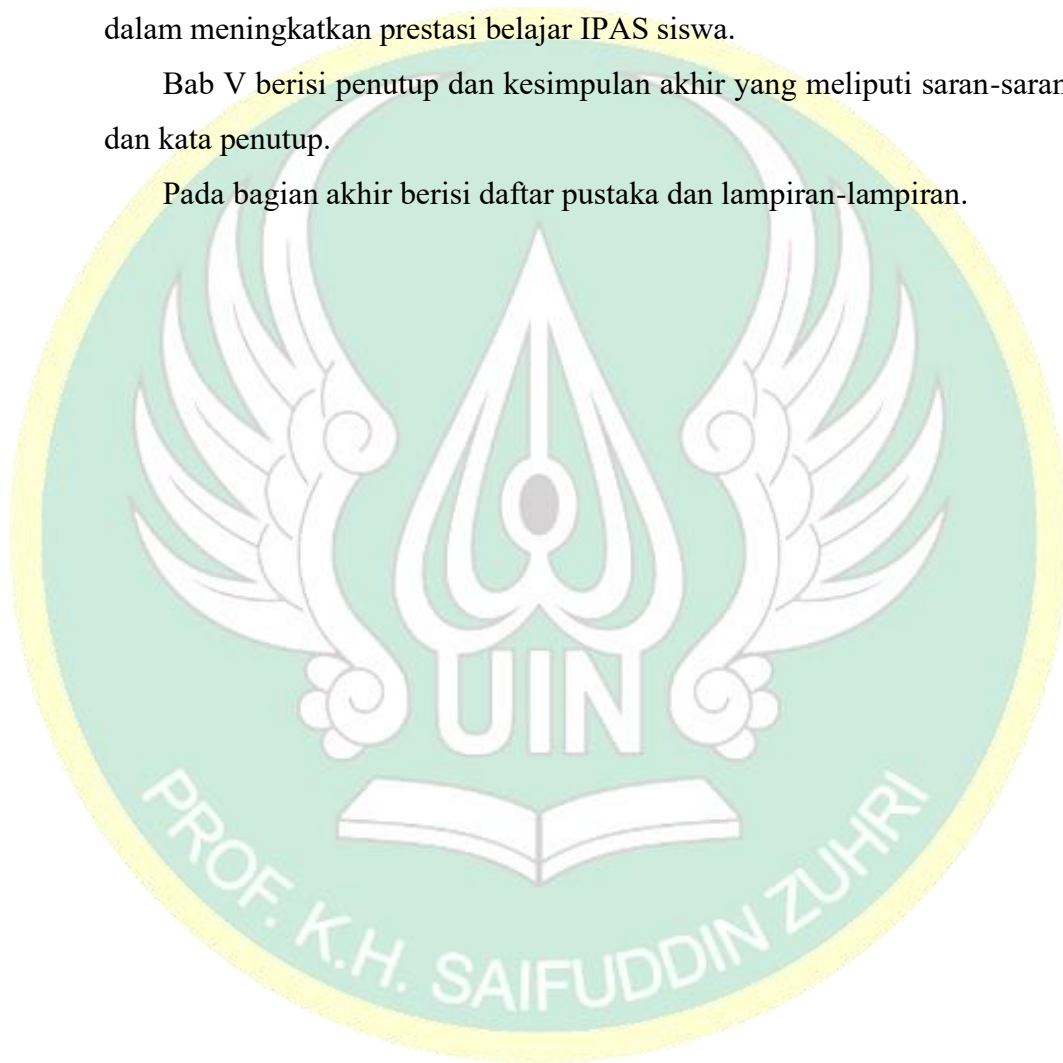 dalam meningkatkan prestasi belajar IPAS siswa.
Bab V berisi penutup dan kesimpulan akhir yang meliputi saran-saran
dan kata penutup.
Pada bagian akhir berisi daftar pustaka dan lampiran-lampiran.
UIN
PROF. K.H. SAIFUDDIN ZUHRI